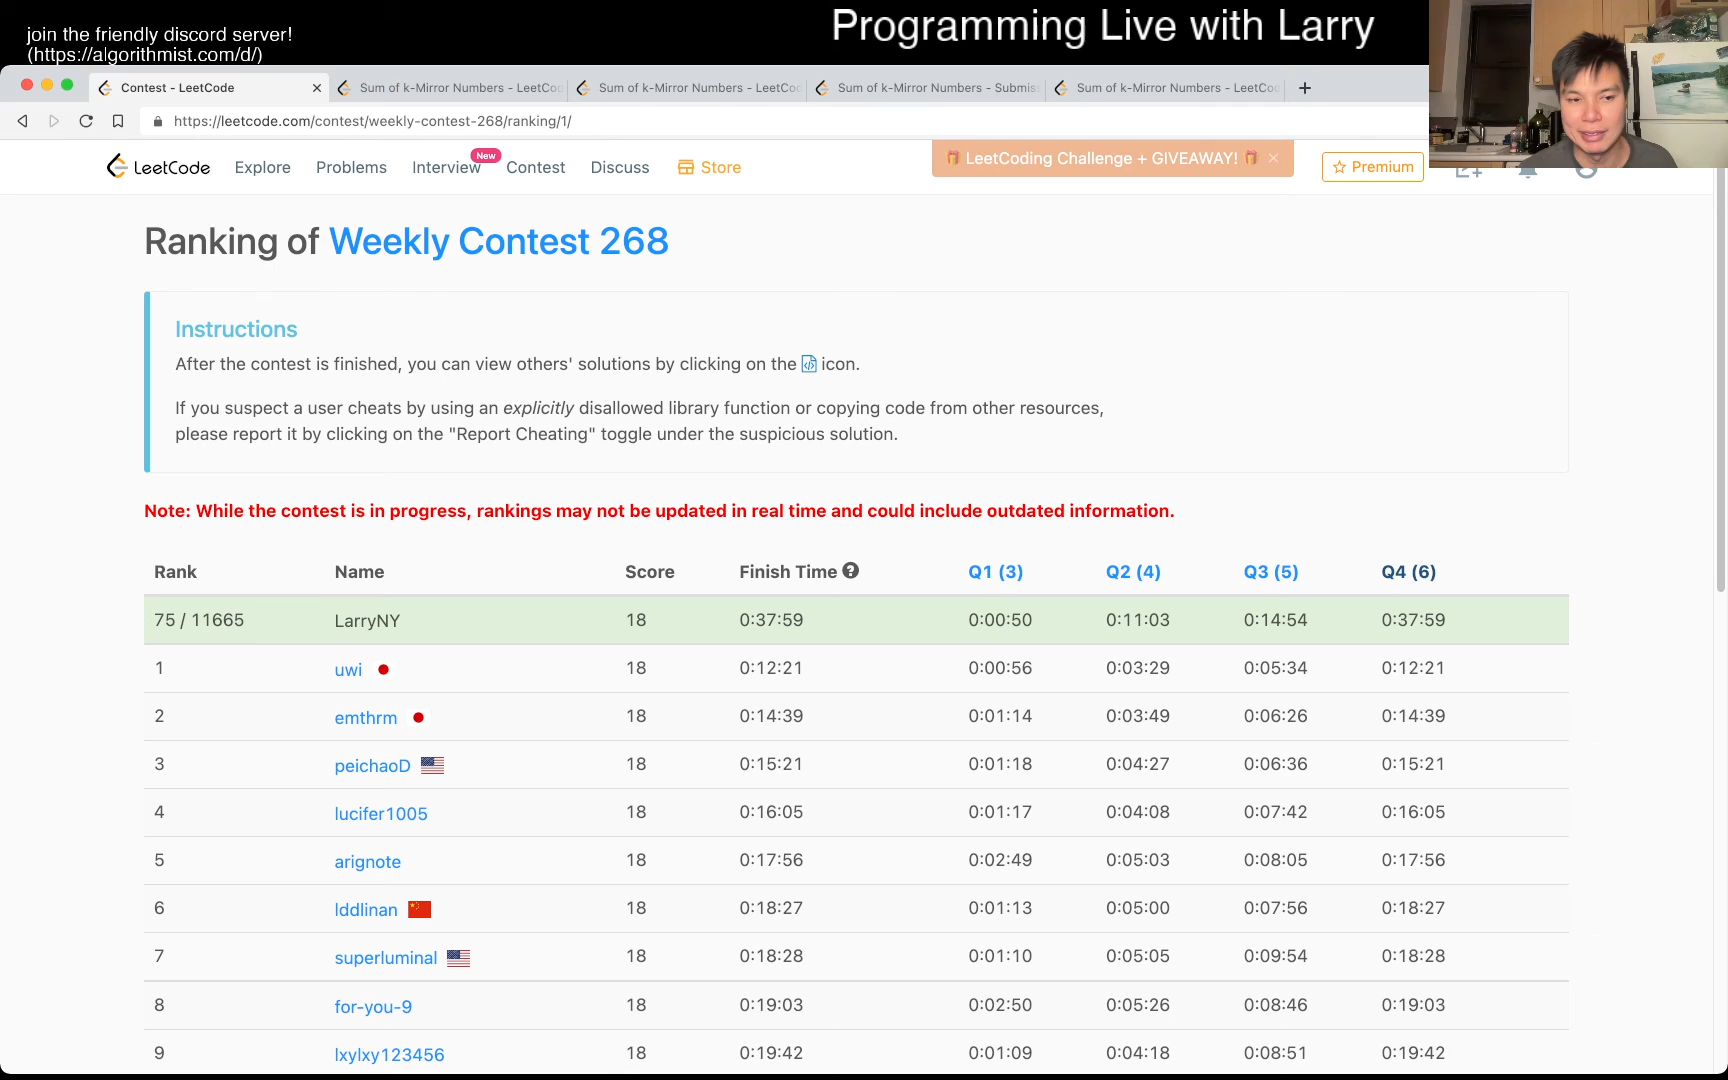 join the friendly discord server!
(https://algorithmist.com/d/)
Programming Live with Larry
Contest - LeetCode
Sum of k-Mirror Numbers - LeetCo
Sum of k-Mirror Numbers - LeetCo
Sum of k-Mirror Numbers - Submis
Sum of k-Mirror Numbers - LeetCo
https://leetcode.com/contest/weekly-contest-268/ranking/1/
LeetCode Explore Problems Interview New Contest Discuss Store
LeetCoding Challenge + GIVEAWAY!
Premium
Ranking of Weekly Contest 268
Instructions
After the contest is finished, you can view others' solutions by clicking on the icon.
If you suspect a user cheats by using an explicitly disallowed library function or copying code from other resources,
please report it by clicking on the "Report Cheating" toggle under the suspicious solution.
Note: While the contest is in progress, rankings may not be updated in real time and could include outdated information.
Rank Name Score Finish Time Q1 (3) Q2 (4) Q3 (5) Q4 (6)
75 / 11665 LarryNY 18 0:37:59 0:00:50 0:11:03 0:14:54 0:37:59
1 uwi 18 0:12:21 0:00:56 0:03:29 0:05:34 0:12:21
2 emthrm 18 0:14:39 0:01:14 0:03:49 0:06:26 0:14:39
3 peichaoD 18 0:15:21 0:01:18 0:04:27 0:06:36 0:15:21
4 lucifer1005 18 0:16:05 0:01:17 0:04:08 0:07:42 0:16:05
5 arignote 18 0:17:56 0:02:49 0:05:03 0:08:05 0:17:56
6 lddlinan 18 0:18:27 0:01:13 0:05:00 0:07:56 0:18:27
7 superluminal 18 0:18:28 0:01:10 0:05:05 0:09:54 0:18:28
8 for-you-9 18 0:19:03 0:02:50 0:05:26 0:08:46 0:19:03
9 lxylxy123456 18 0:19:42 0:01:09 0:04:18 0:08:51 0:19:42